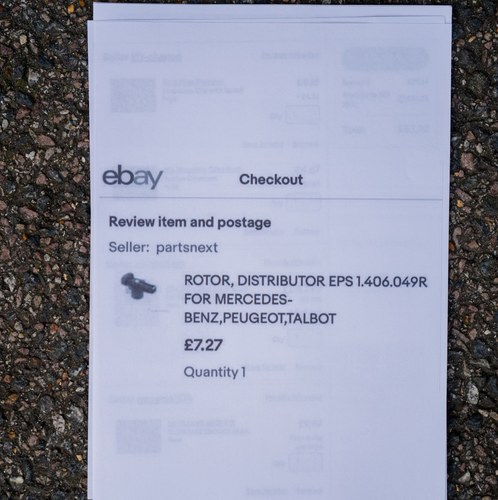 ebay
Checkout
Review item and postage
Seller: partsnext
ROTOR, DISTRIBUTOR EPS 1.406.049R
FOR MERCEDES-
BENZ,PEUGEOT,TALBOT
£7.27
Quantity 1